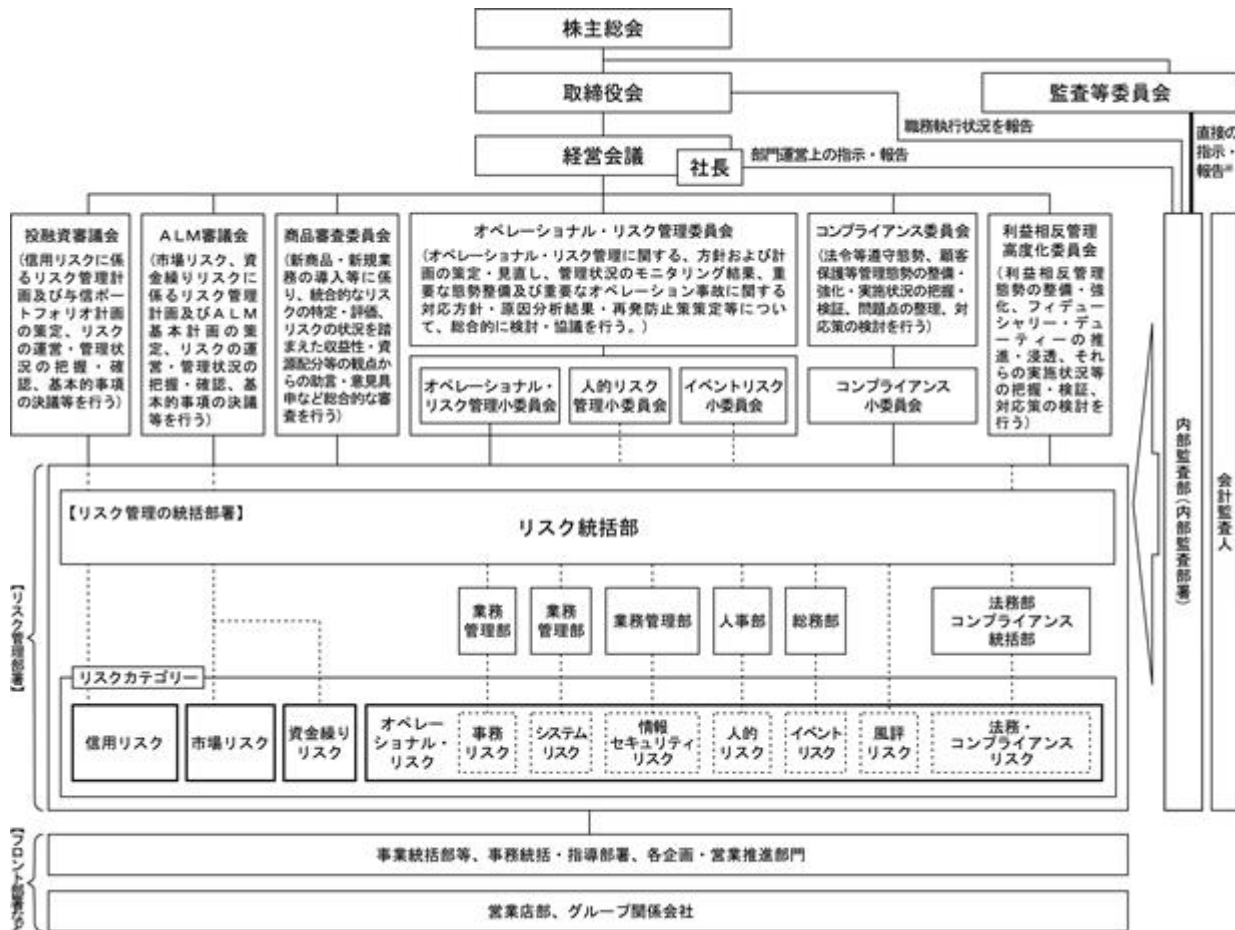 株主総会
取締役会
監査等委員会
職務執行状況を報告
直接の
指示・
報告※
経営会議
社長
部門運営上の指示・報告
投融資審議会
(信用リスクに係
るリスク管理計
画及び与信ポー
トフォリオ計画
の策定、リスク
の運営・管理状
況の把握・確
認、基本的事項
の決議等を行う)
ALM審議会
(市場リスク、資
金繰りリスクに
係るリスク管理
計画及びALM
基本計画の策
定、リスクの運
営・管理状況の
把握・確認、基
本的事項の決議
等を行う)
商品審査委員会
(新商品・新規業
務の導入等に係
り、統合的なリス
クの特定・評価、
リスクの状況を踏
まえた収益性・資
源配分等の観点か
らの助言・意見具
申など総合的な審
査を行う)
オペレーショナル・リスク管理委員会
(オペレーショナル・リスク管理に関する、方針および計
画の策定・見直し、管理状況のモニタリング結果、重
要な態勢整備及び重要なオペレーション事故に関する
対応方針・原因分析結果・再発防止策策定等につい
て、総合的に検討・協議を行う。)
オペレーショナル・
リスク管理小委員会
人的リスク
管理小委員会
イベントリスク
小委員会
コンプライアンス委員会
(法令等遵守態勢、顧客
保護等管理態勢の整備・
強化・実施状況の把握・
検証、問題点の整理、対
応策の検討を行う)
コンプライアンス
小委員会
利益相反管理
高度化委員会
(利益相反管理
態勢の整備・強
化、フィデュー
シャリー・デュ
ーティーの推
進・浸透、それ
らの実施状況等
の把握・検証、
対応策の検討を
行う)
内部監査部(内部監査部署)
会計監査人
【リスク管理部署】
【リスク管理の統括部署】
リスク統括部
業務
管理部
業務
管理部
業務管理部
人事部
総務部
法務部
コンプライアンス
統括部
リスクカテゴリー
信用リスク
市場リスク
資金繰り
リスク
オペレー
ショナル・
リスク
事務
リスク
システム
リスク
情報
セキュリティ
リスク
人的
リスク
イベント
リスク
風評
リスク
法務・
コンプライアンス
リスク
【フロント部署など
事業統括部等、事務統括・指導部署、各企画・営業推進部門
営業店部、グループ関係会社